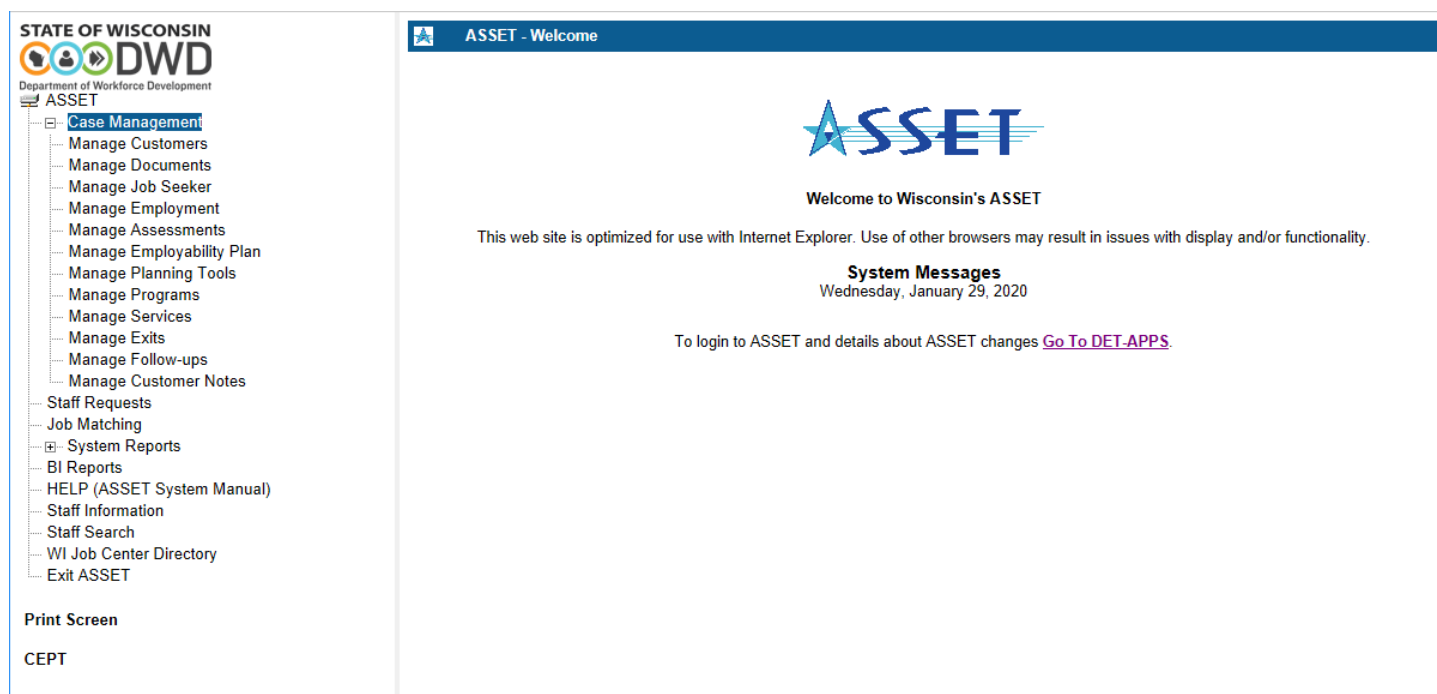 STATE OF WISCONSIN
DWD
Department of Workforce Development
ASSET
Case Management
Manage Customers
Manage Documents
Manage Job Seeker
Manage Employment
Manage Assessments
Manage Employability Plan
Manage Planning Tools
Manage Programs
Manage Services
Manage Exits
Manage Follow-ups
Manage Customer Notes
Staff Requests
Job Matching
System Reports
BI Reports
HELP (ASSET System Manual)
Staff Information
Staff Search
WI Job Center Directory
Exit ASSET
Print Screen
CEPT
ASSET - Welcome
ASSET
Welcome to Wisconsin's ASSET
This web site is optimized for use with Internet Explorer. Use of other browsers may result in issues with display and/or functionality.
System Messages
Wednesday, January 29, 2020
To login to ASSET and details about ASSET changes Go To DET-APPS.